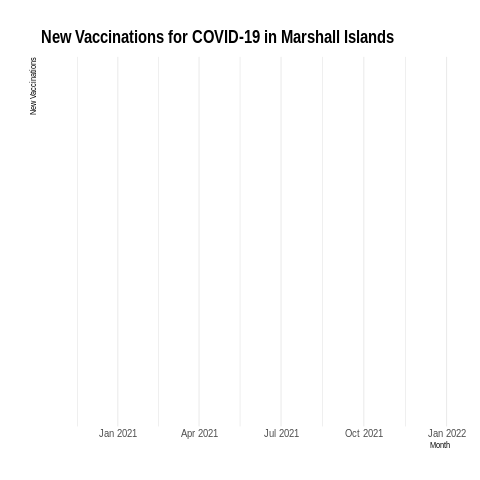 New Vaccinations for COVID-19 in Marshall Islands
New Vaccinations
Jan 2021 Apr 2021 Jul 2021 Oct 2021 Jan 2022
Month